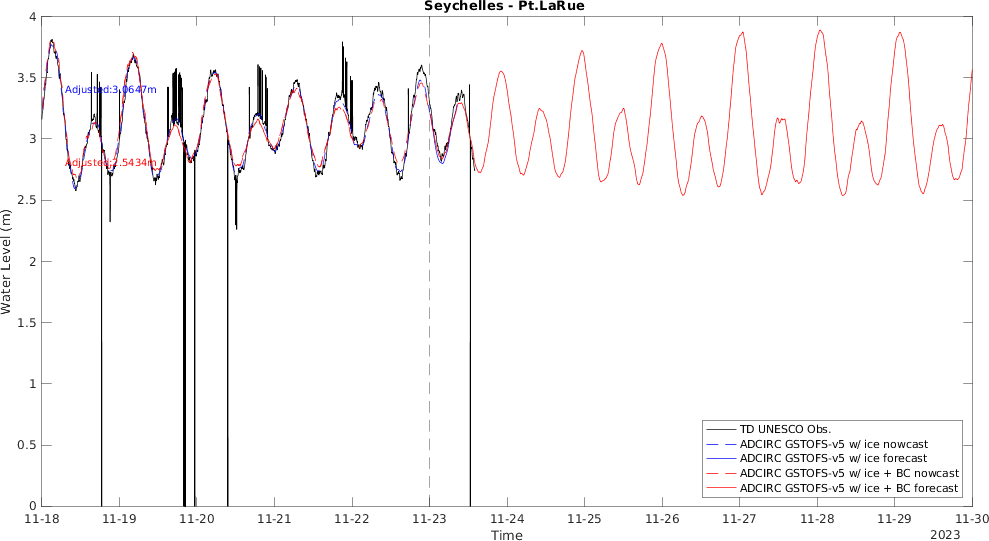 Seychelles - Pt.LaRue
Water Level (m)
4
3.5
3
2.5
2
1.5
1
0.5
0
Adjusted:3.0647m
Adjusted:2.5434m
TD UNESCO Obs.
ADCIRC GSTOFS-v5 w/ ice nowcast
ADCIRC GSTOFS-v5 w/ ice forecast
ADCIRC GSTOFS-v5 w/ ice + BC nowcast
ADCIRC GSTOFS-v5 w/ ice + BC forecast
11-18 11-19 11-20 11-21 11-22 11-23 11-24 11-25 11-26 11-27 11-28 11-29 11-30
Time
2023